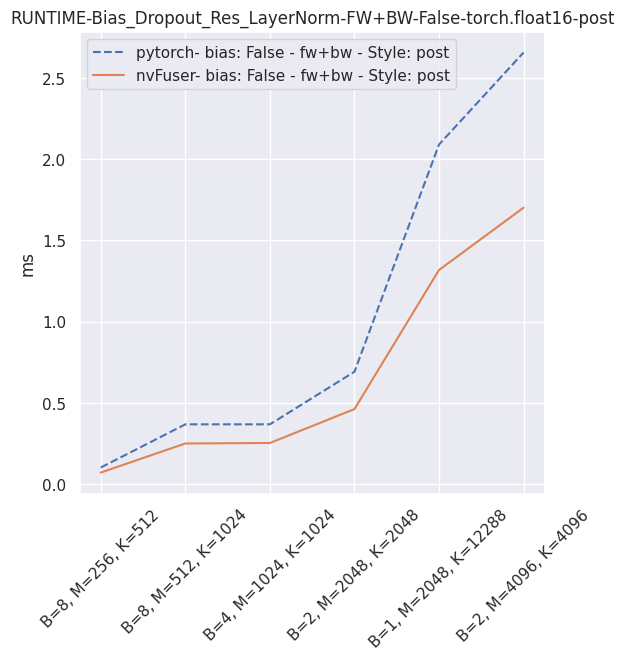 RUNTIME-Bias_Dropout_Res_LayerNorm-FW+BW-False-torch.float16-post
pytorch- bias: False - fw+bw - Style: post
nvFuser- bias: False - fw+bw - Style: post
2.5
2.0
1.5
1.0
0.5
0.0
ms
B=8, M=256, K=512
B=8, M=512, K=1024
B=4, M=1024, K=1024
B=2, M=2048, K=2048
B=1, M=2048, K=12288
B=2, M=4096, K=4096